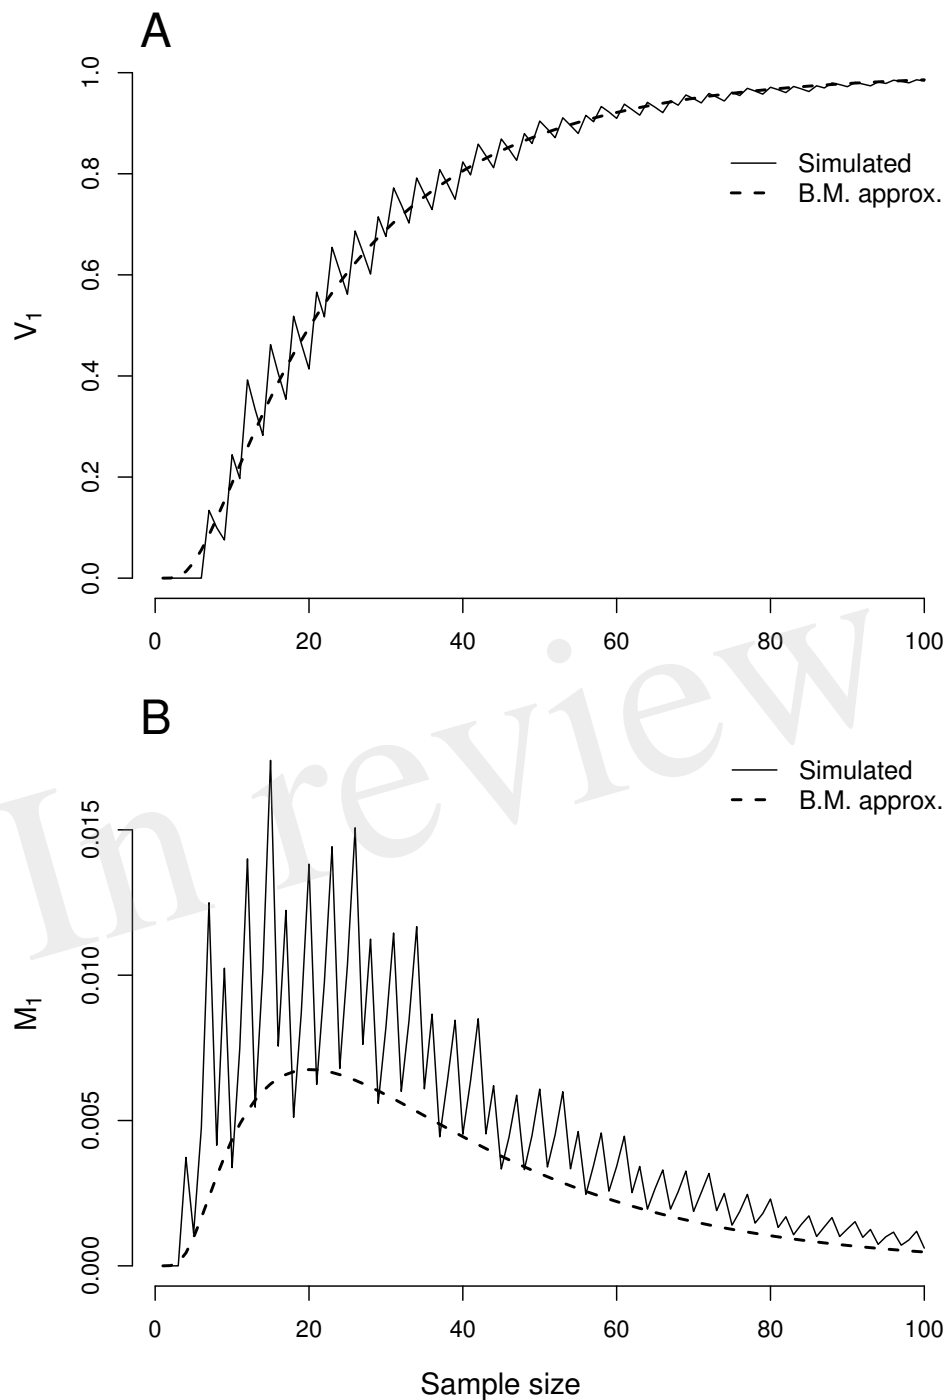 A
1.0
0.8
0.6
0.4
0.2
0.0
V1
Simulated
B.M. approx.
0 20 40 60 80 100
In review
B
0.015
0.010
0.005
0.000
M1
Simulated
B.M. approx.
0 20 40 60 80 100
Sample size